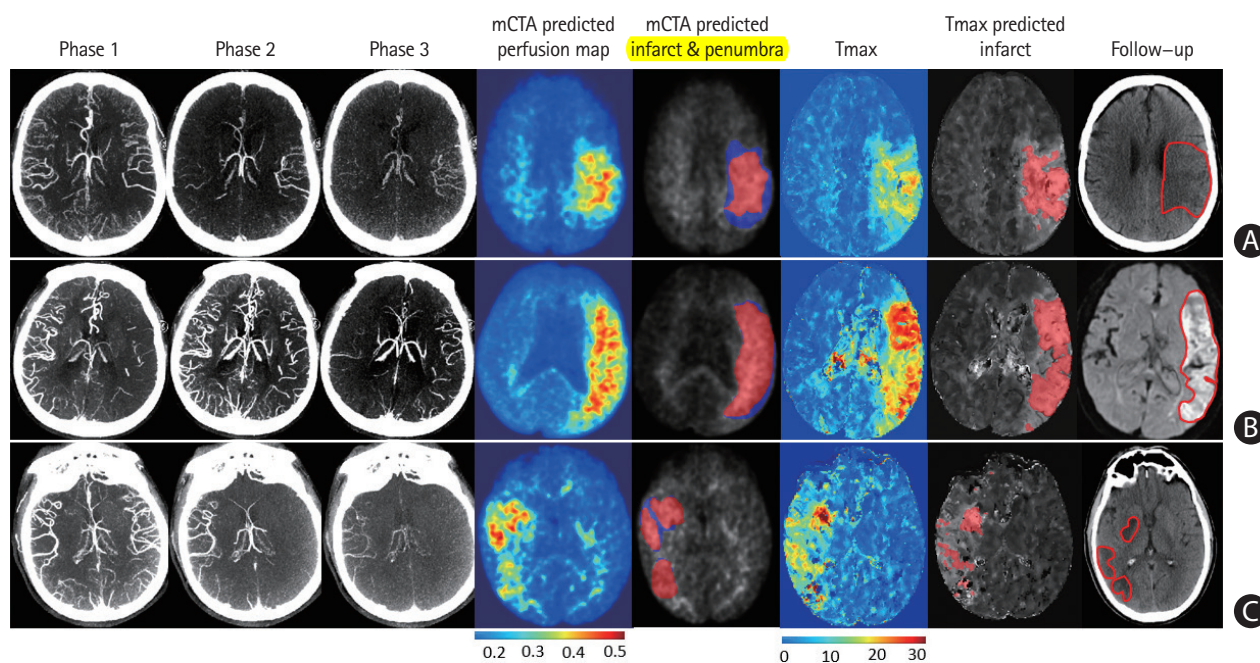 Phase 1
Phase 2
Phase 3
mCTA predicted
perfusion map
mCTA predicted
infarct & penumbra
Tmax
Tmax predicted
infarct
Follow–up
A
B
C
0.2 0.3 0.4 0.5
0 10 20 30